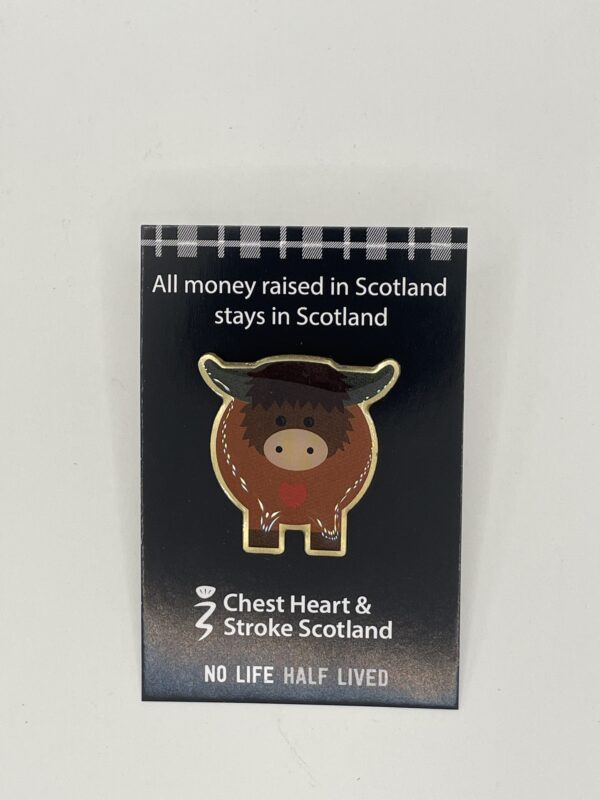 All money raised in Scotland
stays in Scotland
Chest Heart &
Stroke Scotland
NO LIFE HALF LIVED